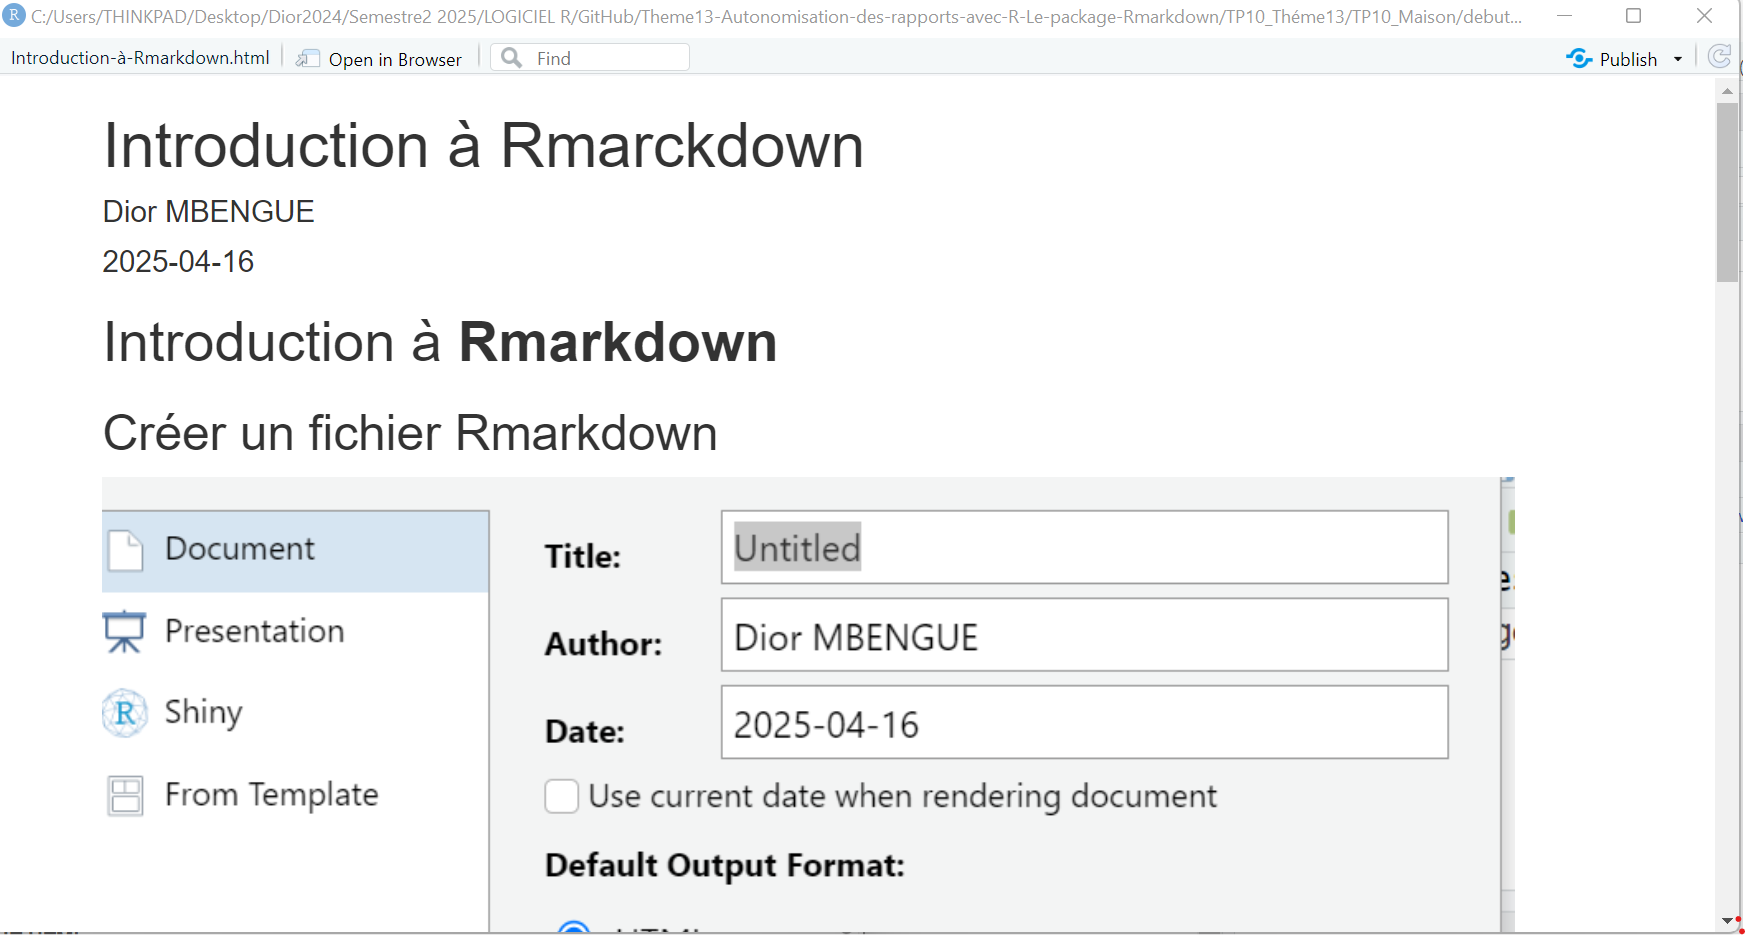 C:/Users/THINKPAD/Desktop/Dior2024/Semestre2 2025/LOGICIEL R/GitHub/Theme13-Autonomisation-des-rapports-avec-R-Le-package-Rmarkdown/TP10_Théme13/TP10_Maison/debut...
Introduction-à-Rmarkdown.html Open in Browser Find Publish
Introduction à Rmarckdown
Dior MBENGUE
2025-04-16
Introduction à Rmarkdown
Créer un fichier Rmarkdown
Document
Presentation
Shiny
From Template
Title: Untitled
Author: Dior MBENGUE
Date: 2025-04-16
Use current date when rendering document
Default Output Format:
HTML